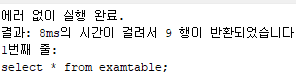 에러 없이 실행 완료.
결과: 8ms의 시간이 걸려서 9 행이 반환되었습니다
1번째 줄:
select * from examtable;